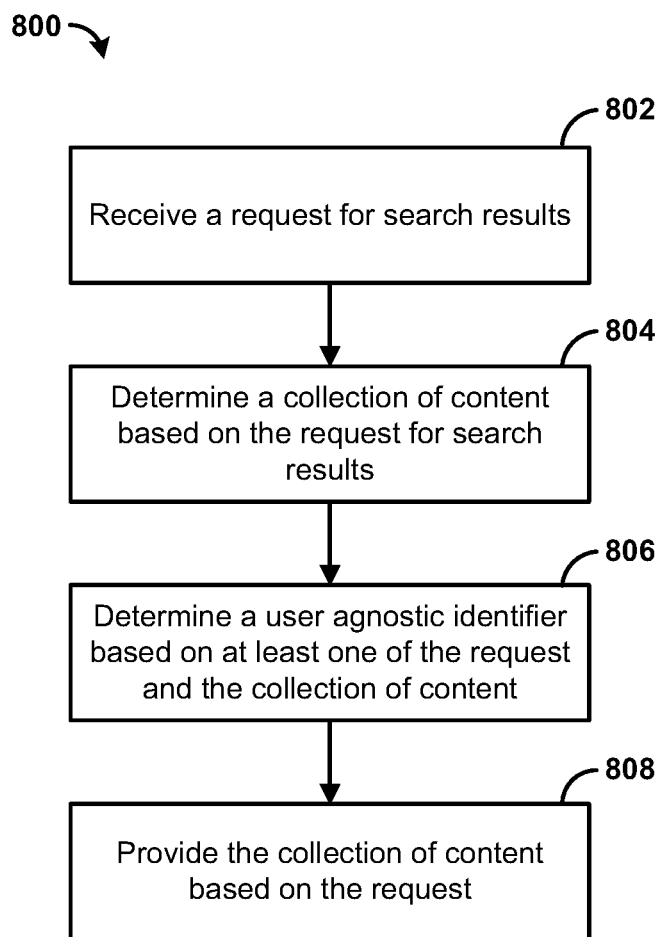 800
802
Receive a request for search results
804
Determine a collection of content
based on the request for search
results
806
Determine a user agnostic identifier
based on at least one of the request
and the collection of content
808
Provide the collection of content
based on the request